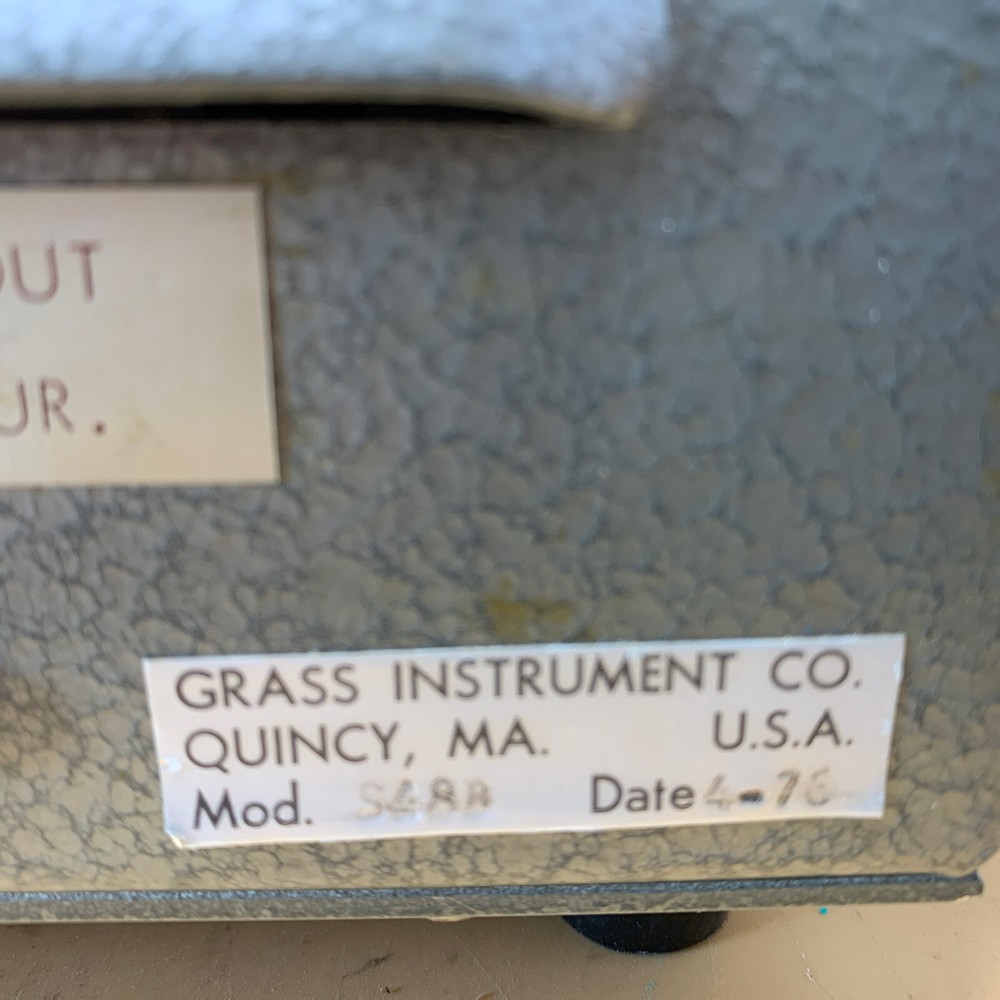 OUT
UR.
GRASS INSTRUMENT CO.
QUINCY, MA. U.S.A.
Mod. S48B Date 4-76